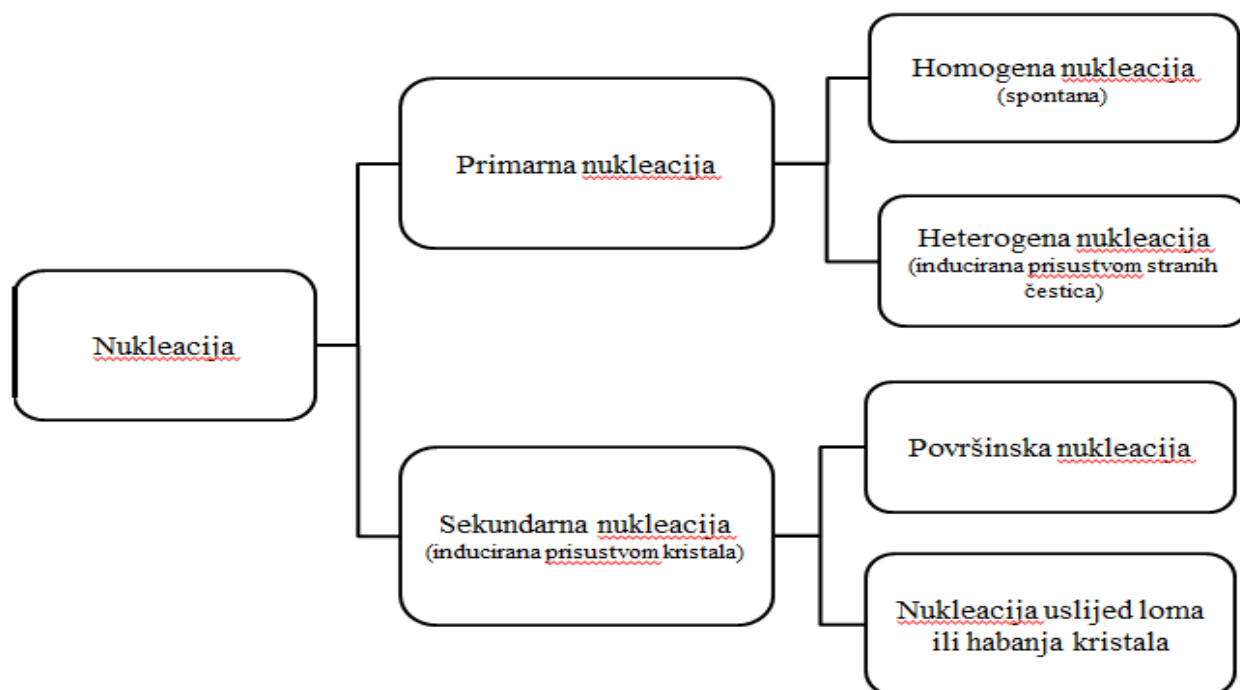 Nukleacija
Primarna nukleacija
Homogena nukleacija
(spontana)
Heterogena nukleacija
(inducirana prisustvom stranih
čestica)
Sekundarna nukleacija
(inducirana prisustvom kristala)
Površinska nukleacija
Nukleacija uslijed loma
ili habanja kristala